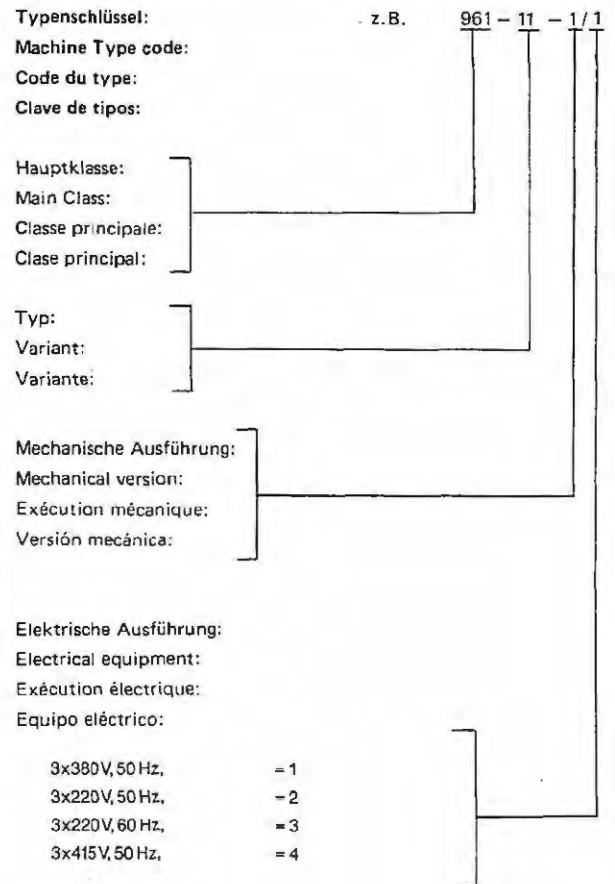 Typenschlüssel: z.B. 961 – 11 – 1/1
Machine Type code:
Code du type:
Clave de tipos:
Hauptklasse:
Main Class:
Classe principale:
Clase principal:
Typ:
Variant:
Variante:
Mechanische Ausführung:
Mechanical version:
Exécution mécanique:
Versión mecánica:
Elektrische Ausführung:
Electrical equipment:
Exécution électrique:
Equipo eléctrico:
3x380V, 50 Hz, = 1
3x220V, 50 Hz, = 2
3x220V, 60 Hz, = 3
3x415V, 50 Hz, = 4